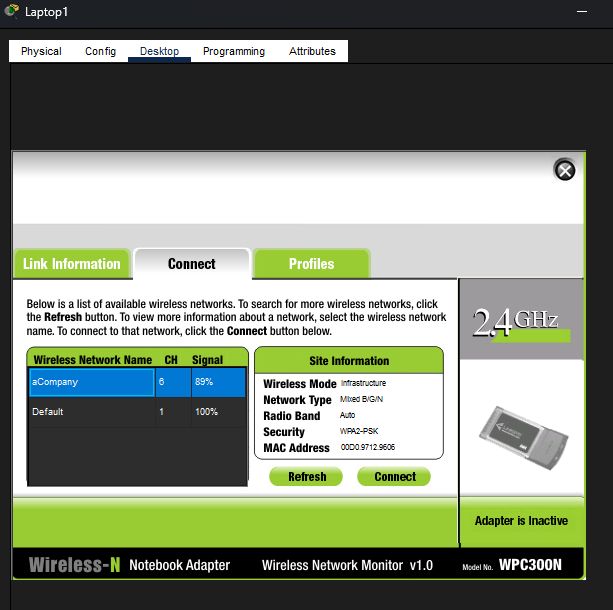 Laptop1
Physical Config Desktop Programming Attributes
Link Information Connect Profiles
Below is a list of available wireless networks. To search for more wireless networks, click
the Refresh button. To view more information about a network, select the wireless network
name. To connect to that network, click the Connect button below.
2.4GHz
Wireless Network Name CH Signal
aCompany 6 89%
Default 1 100%
Site Information
Wireless Mode Infrastructure
Network Type Mixed B/G/N
Radio Band Auto
Security WPA2-PSK
MAC Address 00D0.9712.9606
Refresh Connect
Adapter is Inactive
Wireless-N Notebook Adapter Wireless Network Monitor v1.0 Model No. WPC300N